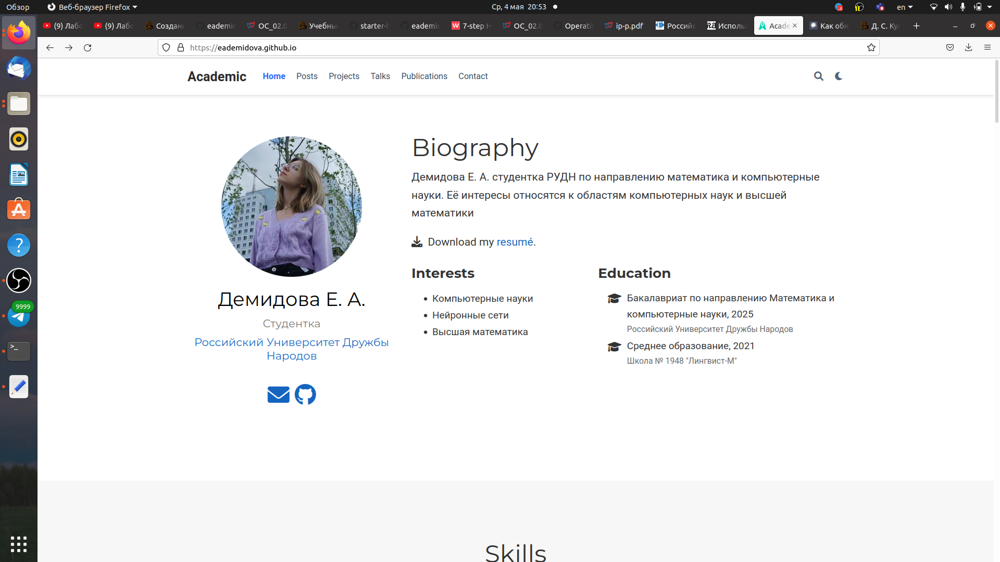 Обзор
Веб-браузер Firefox
Ср, 4 мая 20:53
en
(9) Лабо
(9) Лабо
Создани
eademic
ОС_02.0
Учебны
starter-h
eademic
7-step H
ОС_02.0
Operatin
ip-p.pdf
Российс
Использ
Acade
Как обн
Д. С. Кул
https://eademidova.github.io
Academic
Home
Posts
Projects
Talks
Publications
Contact
Biography
Демидова Е. А. студентка РУДН по направлению математика и компьютерные
науки. Её интересы относятся к областям компьютерных наук и высшей
математики
Download my resumé.
Interests
Компьютерные науки
Нейронные сети
Высшая математика
Education
Бакалавриат по направлению Математика и
компьютерные науки, 2025
Российский Университет Дружбы Народов
Среднее образование, 2021
Школа № 1948 "Лингвист-М"
Демидова Е. А.
Студентка
Российский Университет Дружбы
Народов
9999
Skills